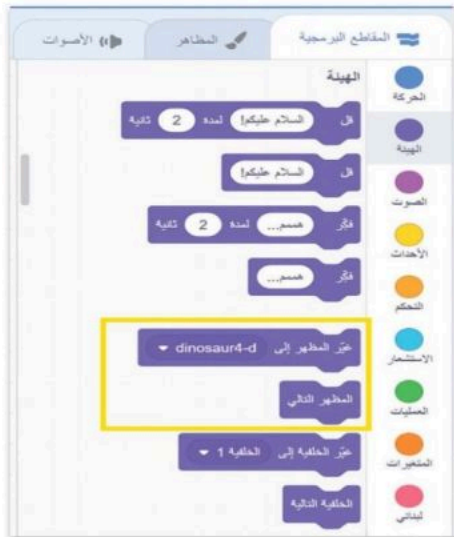 المقاطع البرمجية
المظاهر
الأصوات
الحركة
الهيئة
الصوت
الأحداث
التحكم
الاستشعار
العمليات
المتغيرات
لبناتي
الهيئة
قل السلام عليكم! لمدة 2 ثانية
قل السلام عليكم!
فكّر همممم... لمدة 2 ثانية
فكّر همممم...
غيّر المظهر إلى dinosaur4-d
المظهر التالي
غيّر الخلفية إلى الخلفية 1
الخلفية التالية